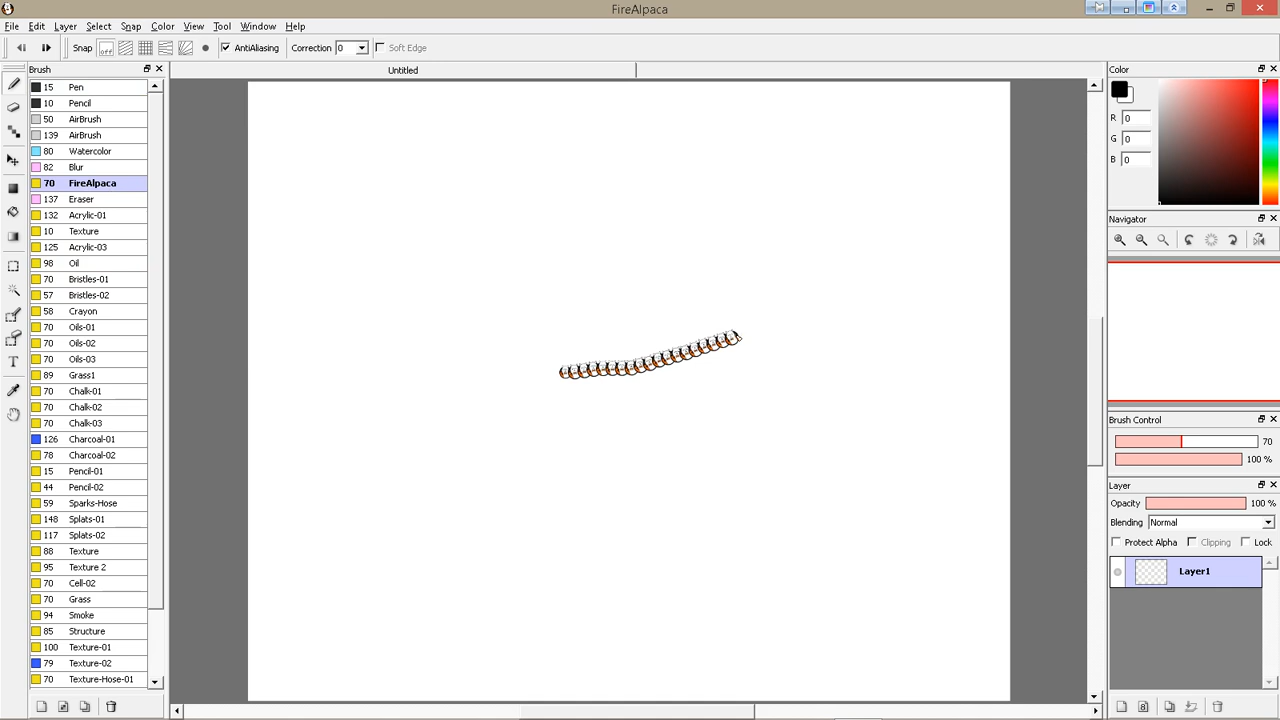 FireAlpaca
File Edit Layer Select Snap Color View Tool Window Help
Snap off AntiAliasing Correction 0 Soft Edge
Brush
Untitled
15 Pen
10 Pencil
50 AirBrush
139 AirBrush
80 Watercolor
82 Blur
70 FireAlpaca
137 Eraser
132 Acrylic-01
10 Texture
125 Acrylic-03
98 Oil
70 Bristles-01
57 Bristles-02
58 Crayon
70 Oils-01
70 Oils-02
70 Oils-03
89 Grass1
70 Chalk-01
70 Chalk-02
70 Chalk-03
126 Charcoal-01
78 Charcoal-02
15 Pencil-01
44 Pencil-02
59 Sparks-Hose
148 Splats-01
117 Splats-02
88 Texture
95 Texture 2
70 Cell-02
70 Grass
94 Smoke
85 Structure
100 Texture-01
79 Texture-02
70 Texture-Hose-01
Color
R 0
G 0
B 0
Navigator
Brush Control
70
100 %
Layer
Opacity 100 %
Blending Normal
Protect Alpha Clipping Lock
Layer1